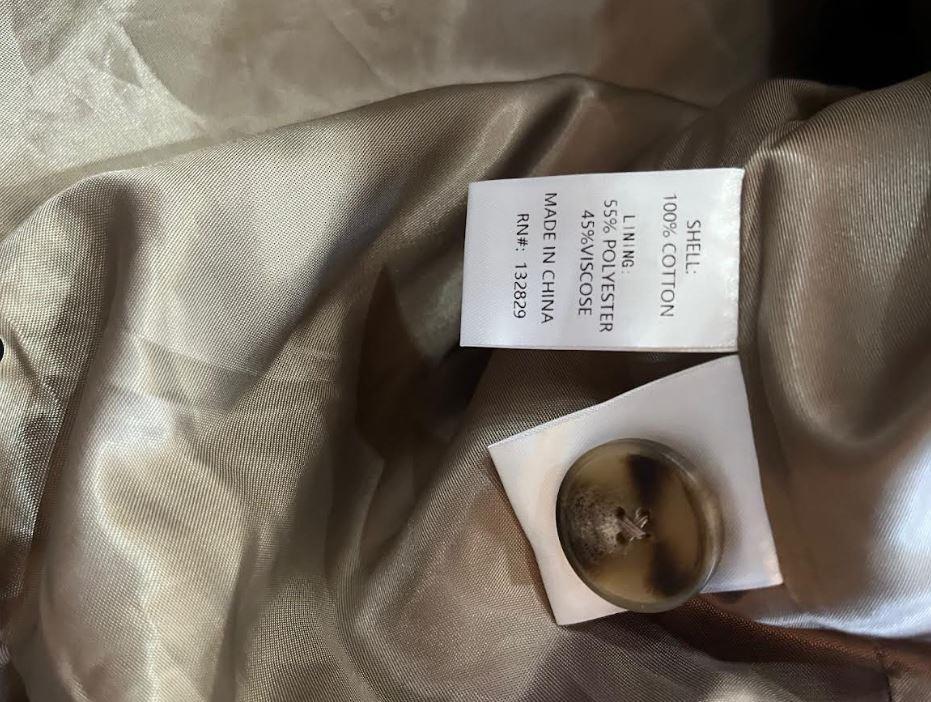 SHELL:
100% COTTON
LINING:
55% POLYESTER
45%VISCOSE
MADE IN CHINA
RN#: 132829